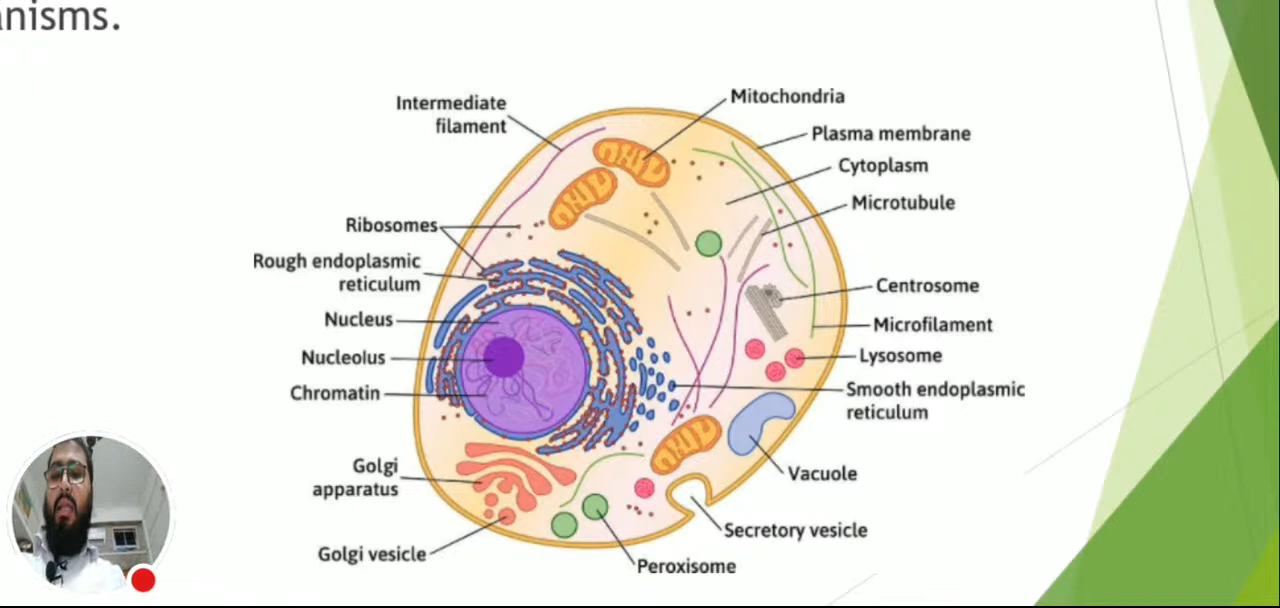 anisms.
Intermediate
filament
Mitochondria
Plasma membrane
Cytoplasm
Microtubule
Ribosomes
Rough endoplasmic
reticulum
Nucleus
Nucleolus
Chromatin
Centrosome
Microfilament
Lysosome
Smooth endoplasmic
reticulum
Golgi
apparatus
Vacuole
Secretory vesicle
Golgi vesicle
Peroxisome